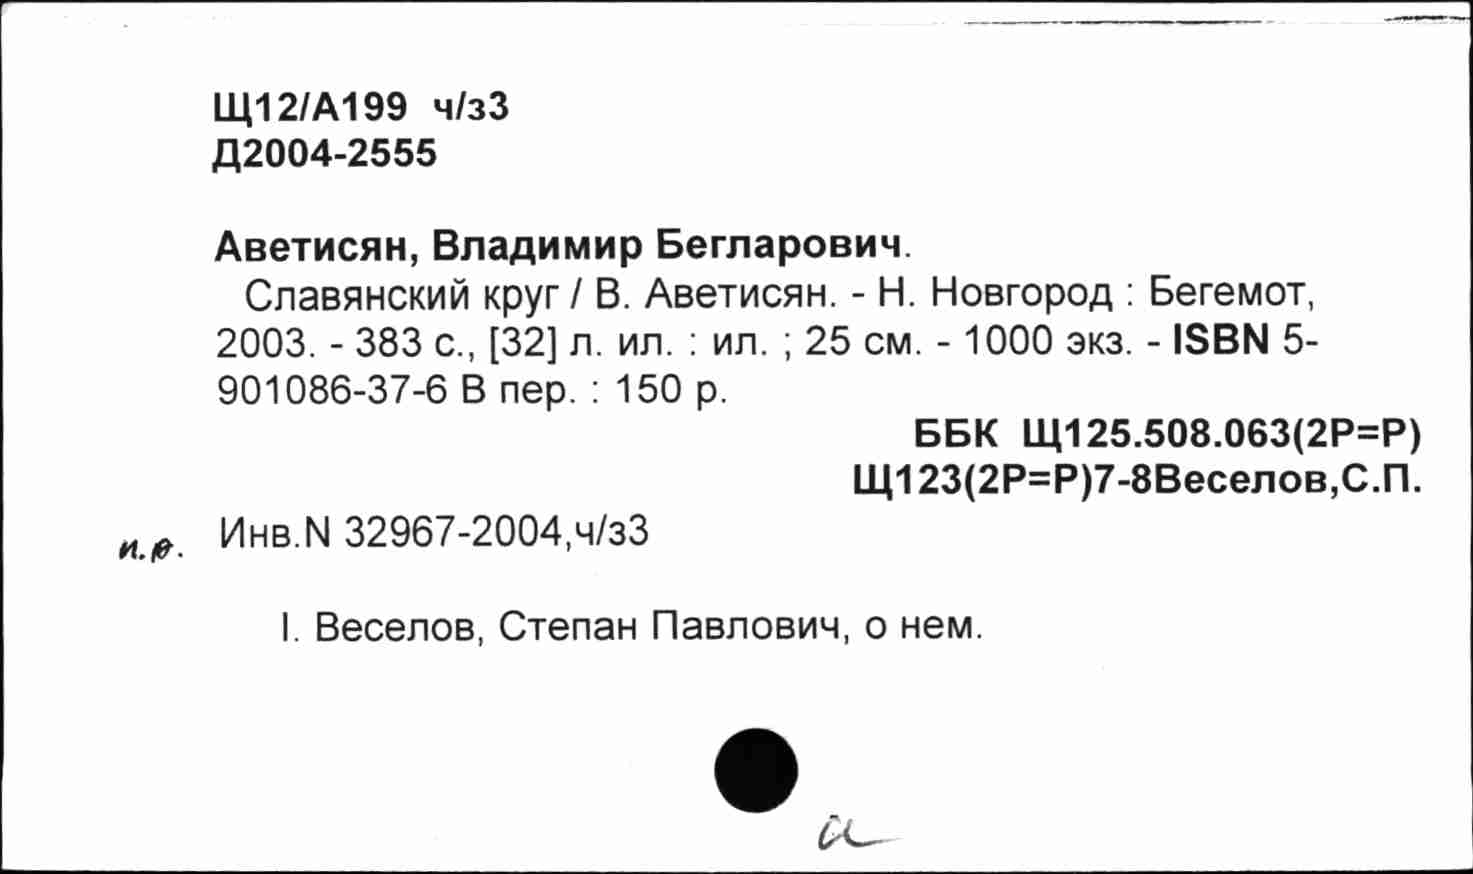 Щ12/А199 ч/з3
Д2004-2555
Аветисян, Владимир Бегларович.
Славянский круг / В. Аветисян. - Н. Новгород : Бегемот,
2003. - 383 с., [32] л. ил. : ил. ; 25 см. - 1000 экз. - ISBN 5-
901086-37-6 В пер. : 150 р.
ББК Щ125.508.063(2Р=Р)
Щ123(2Р=Р)7-8Веселов,С.П.
Инв.N 32967-2004,ч/з3
I. Веселов, Степан Павлович, о нем.
а